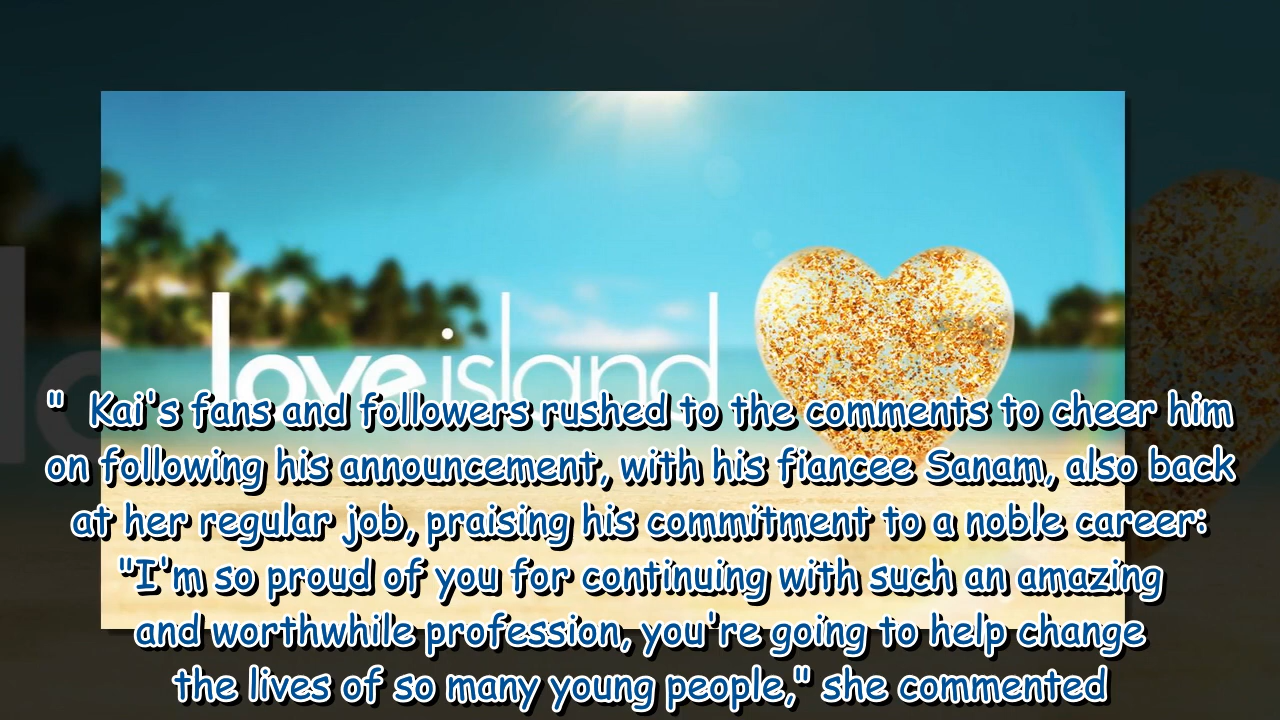 love island
" Kai's fans and followers rushed to the comments to cheer him
on following his announcement, with his fiancee Sanam, also back
at her regular job, praising his commitment to a noble career:
"I'm so proud of you for continuing with such an amazing
and worthwhile profession, you're going to help change
the lives of so many young people," she commented